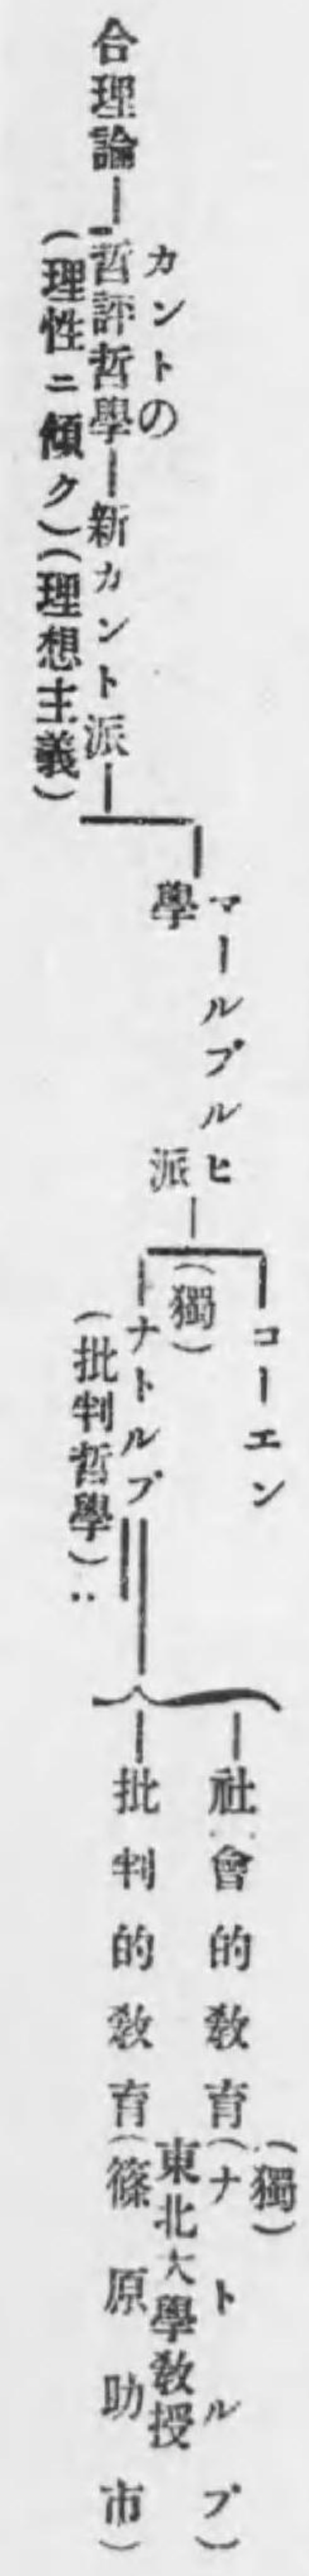 合理論
カントの
哲評哲學
(理性ニ傾ク)
新カント派
(理想主義)
マールブルヒ
學派
(獨)
コーエン
ナトルプ
(批判哲學)‥
社會的教育(ナトルプ)
(獨)
批判的教育(篠原助市)
東北大學教授